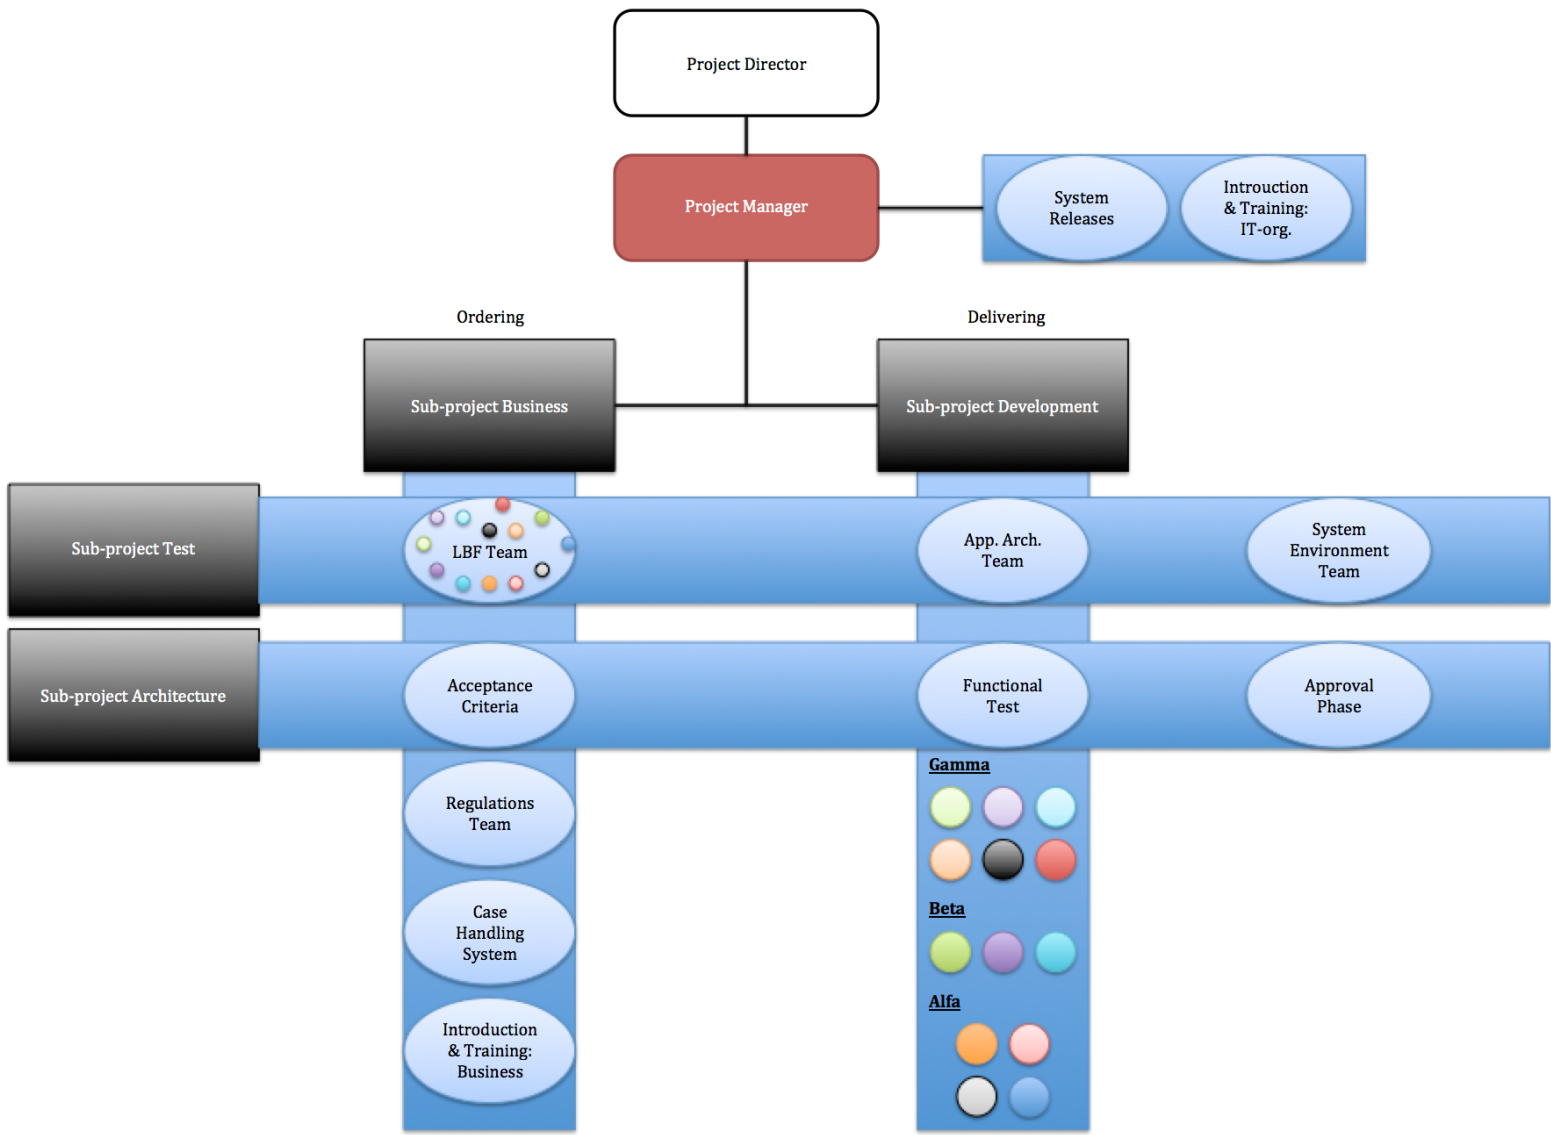 Project Director
Project Manager
System
Releases
Introuction
& Training:
IT-org.
Ordering
Delivering
Sub-project Business
Sub-project Development
Sub-project Test
LBF Team
App. Arch.
Team
System
Environment
Team
Sub-project Architecture
Acceptance
Criteria
Functional
Test
Approval
Phase
Regulations
Team
Case
Handling
System
Introduction
& Training:
Business
Gamma
Beta
Alfa